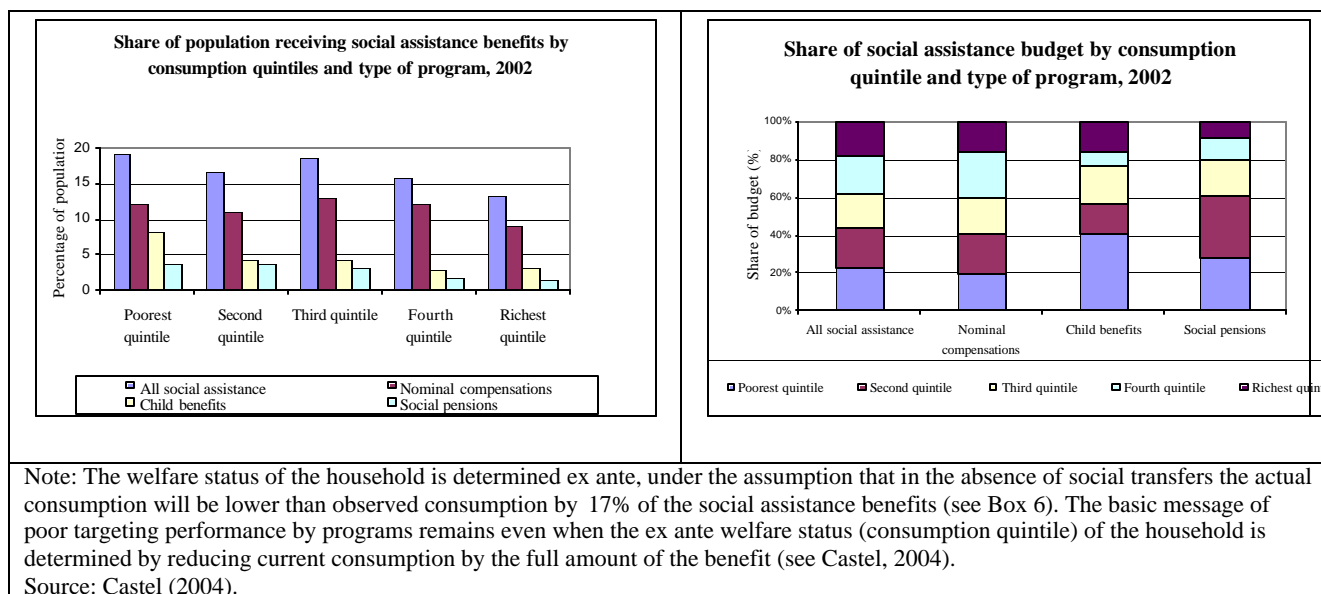 Share of population receiving social assistance benefits by
consumption quintiles and type of program, 2002
Percentage of population
20
15
10
5
0
Poorest quintile
Second quintile
Third quintile
Fourth quintile
Richest quintile
All social assistance
Nominal compensations
Child benefits
Social pensions
Share of social assistance budget by consumption
quintile and type of program, 2002
Share of budget (%)
100%
80%
60%
40%
20%
0%
All social assistance
Nominal compensations
Child benefits
Social pensions
Poorest quintile
Second quintile
Third quintile
Fourth quintile
Richest quint
Note: The welfare status of the household is determined ex ante, under the assumption that in the absence of social transfers the actual
consumption will be lower than observed consumption by 17% of the social assistance benefits (see Box 6). The basic message of
poor targeting performance by programs remains even when the ex ante welfare status (consumption quintile) of the household is
determined by reducing current consumption by the full amount of the benefit (see Castel, 2004).
Source: Castel (2004).